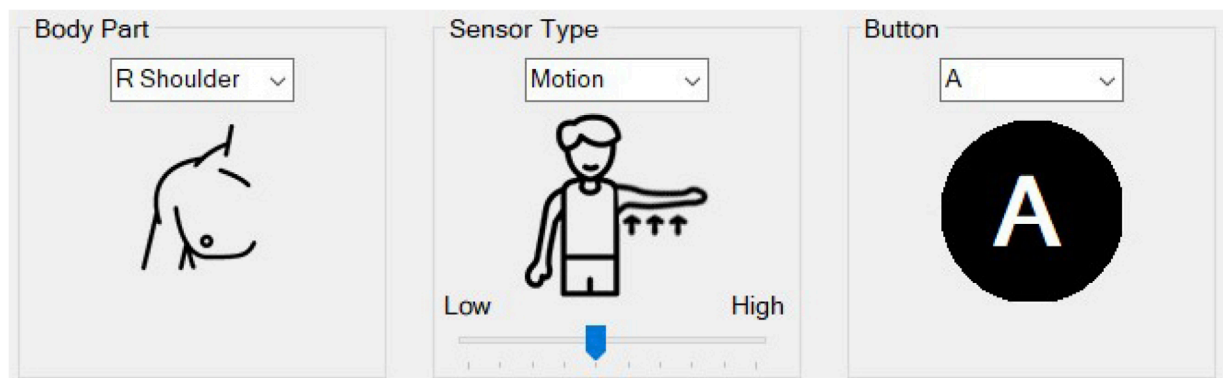 Body Part
R Shoulder
Sensor Type
Motion
Low
High
Button
A
A